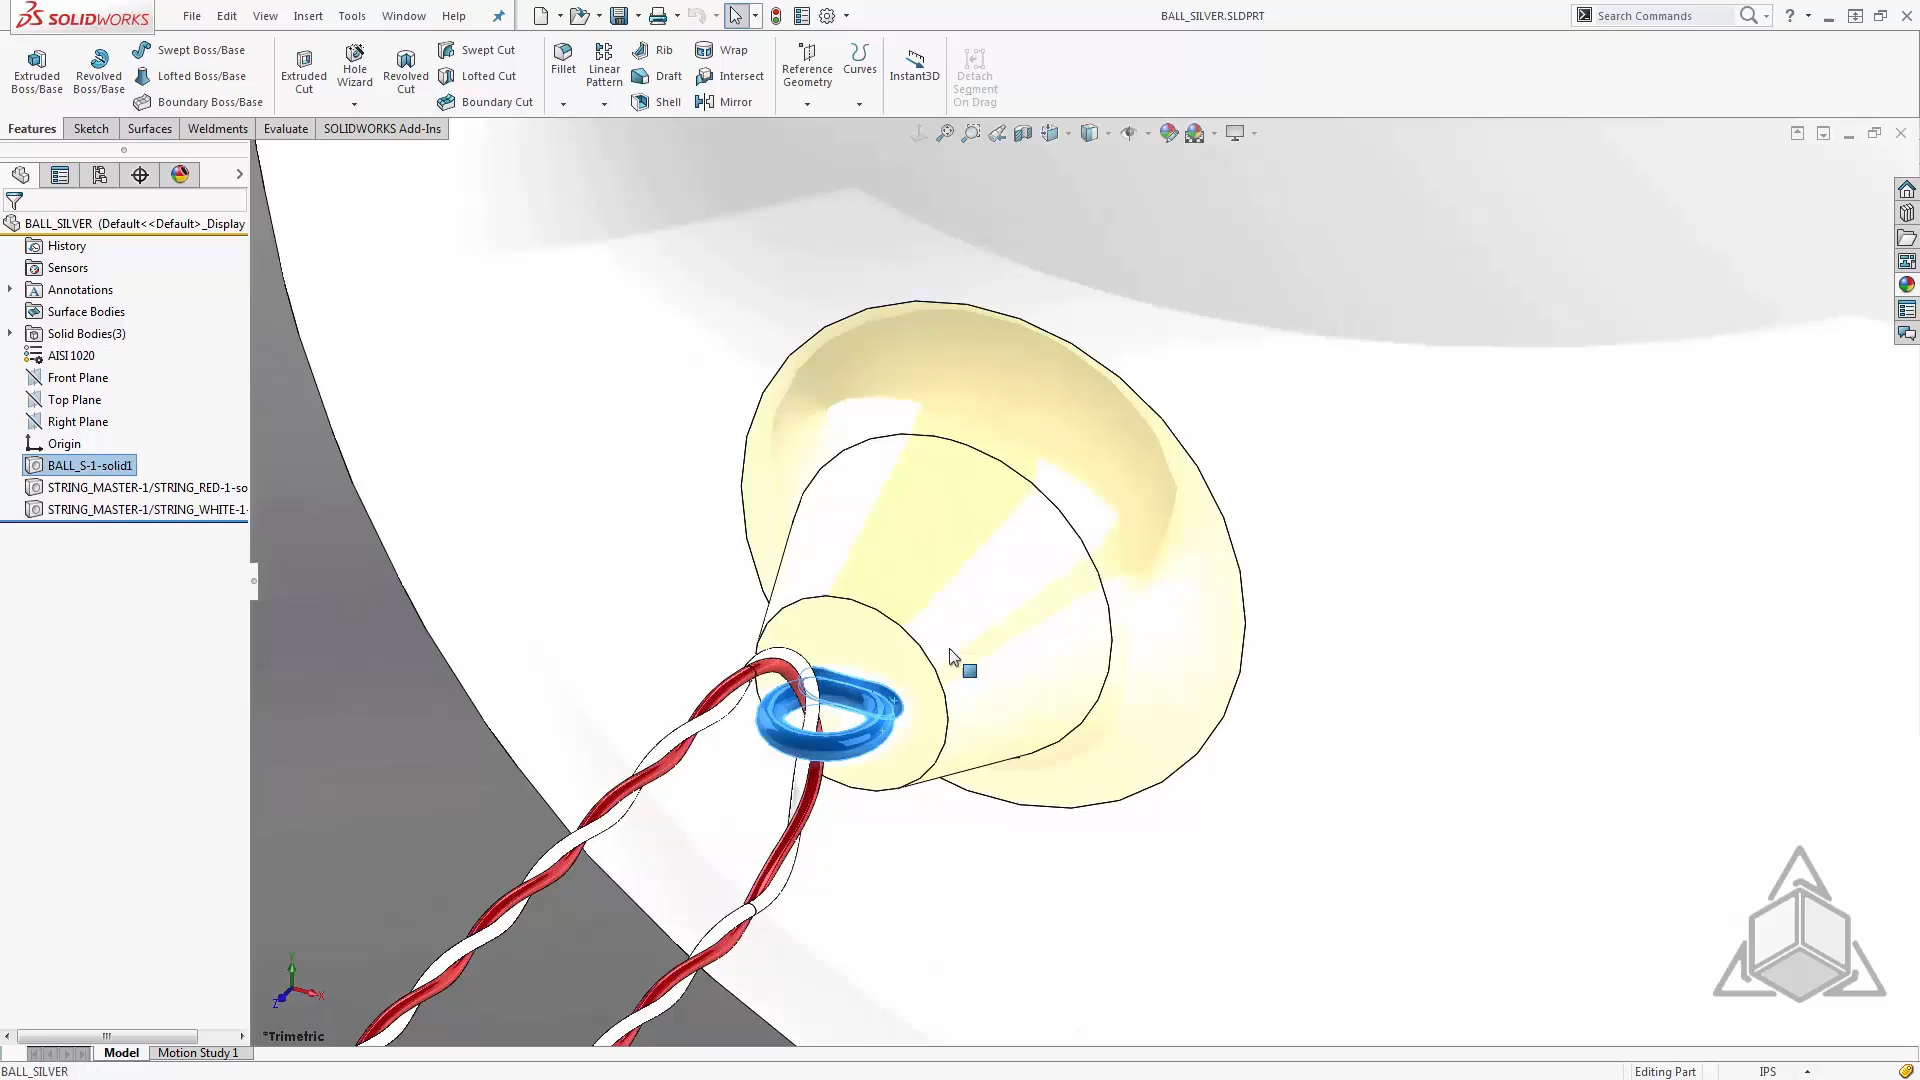 SOLIDWORKS
File Edit View Insert Tools Window Help
BALL_SILVER.SLDPRT
Search Commands
Extruded Boss/Base
Revolved Boss/Base
Swept Boss/Base
Lofted Boss/Base
Boundary Boss/Base
Extruded Cut
Hole Wizard
Revolved Cut
Swept Cut
Lofted Cut
Boundary Cut
Fillet
Linear Pattern
Rib
Draft
Shell
Wrap
Intersect
Mirror
Reference Geometry
Curves
Instant3D
Detach Segment On Drag
Features Sketch Surfaces Weldments Evaluate SOLIDWORKS Add-Ins
BALL_SILVER (Default<<Default>_Display
History
Sensors
Annotations
Surface Bodies
Solid Bodies(3)
AISI 1020
Front Plane
Top Plane
Right Plane
Origin
BALL_S-1-solid1
STRING_MASTER-1/STRING_RED-1-so
STRING_MASTER-1/STRING_WHITE-1-
Y
X
Z
*Trimetric
Model Motion Study 1
BALL_SILVER
Editing Part
IPS